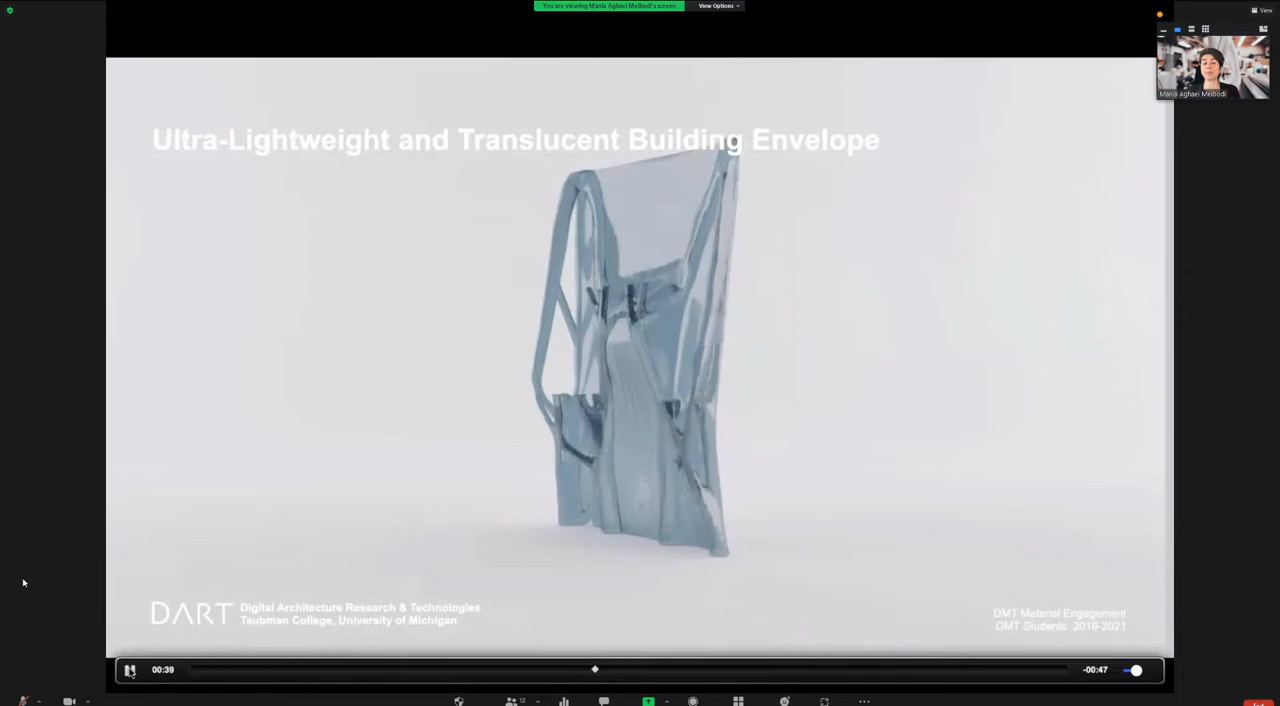 You are viewing Mania Aghaei Meibodi's screen
View Options
View
Mania Aghaei Meibodi
Ultra-Lightweight and Translucent Building Envelope
DART
Digital Architecture Research & Technologies
Taubman College, University of Michigan
DMT Material Engagement
DMT Students 2019-2021
00:39
-00:47
12